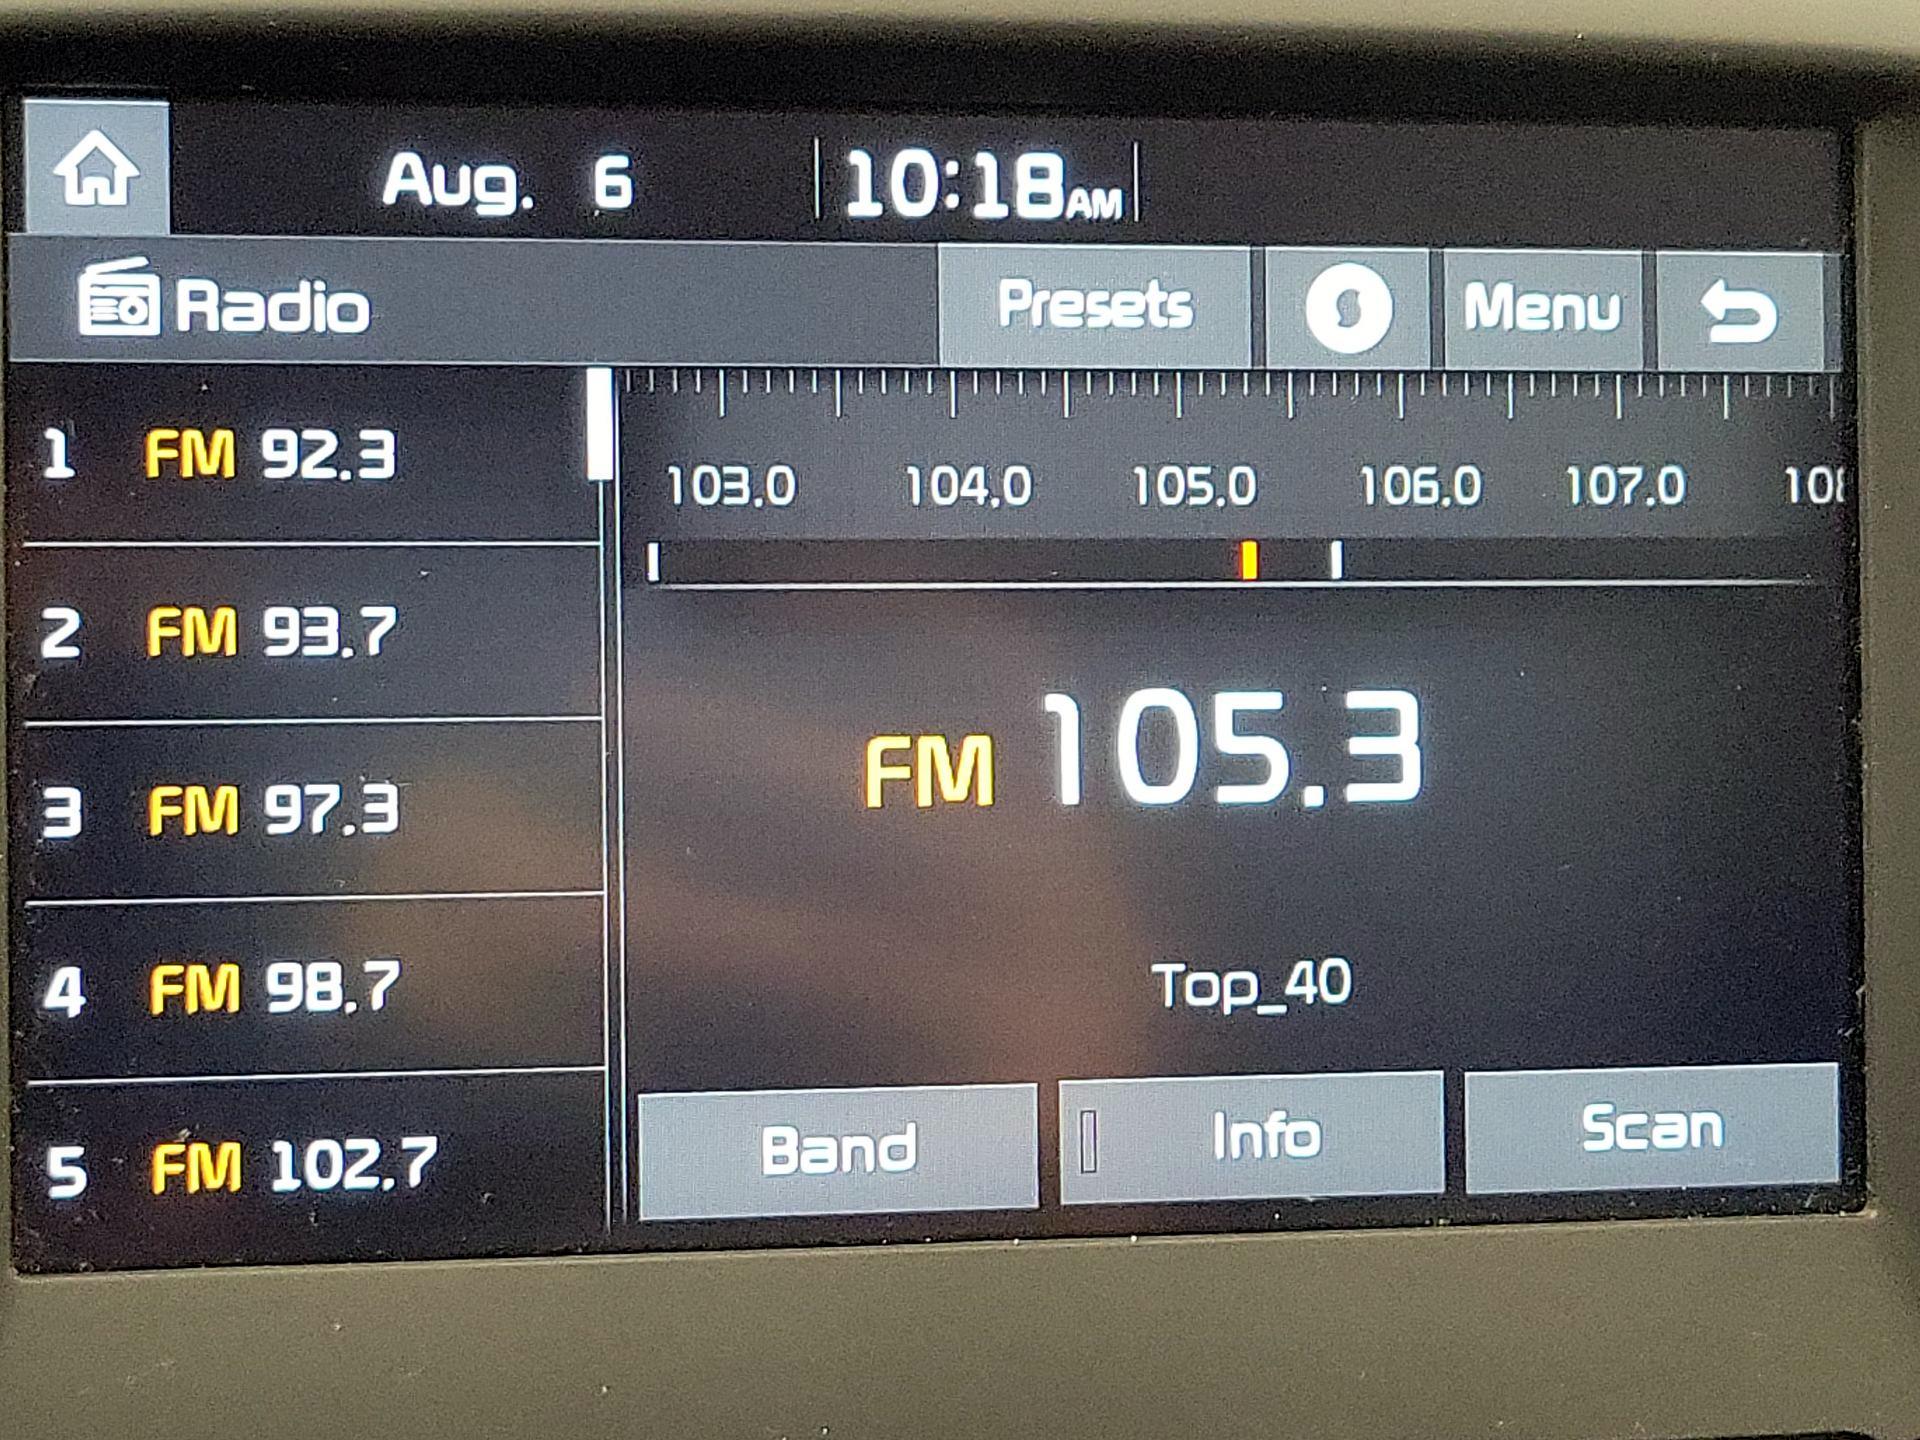 Aug. 6 10:18AM
Radio Presets Menu
1 FM 92.3
2 FM 93.7
3 FM 97.3
4 FM 98.7
5 FM 102.7
103.0 104.0 105.0 106.0 107.0 108
FM 105.3
Top_40
Band Info Scan